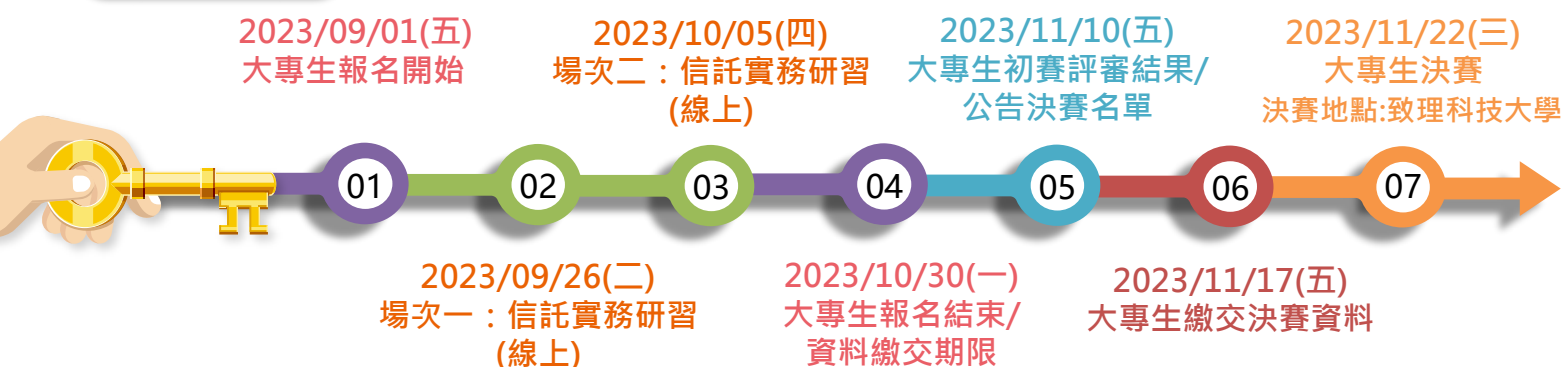 2023/09/01(五)
大專生報名開始
2023/10/05(四)
場次二：信託實務研習
(線上)
2023/11/10(五)
大專生初賽評審結果/
公告決賽名單
2023/11/22(三)
大專生決賽
決賽地點:致理科技大學
01
02
03
04
05
06
07
2023/09/26(二)
場次一：信託實務研習
(線上)
2023/10/30(一)
大專生報名結束/
資料繳交期限
2023/11/17(五)
大專生繳交決賽資料